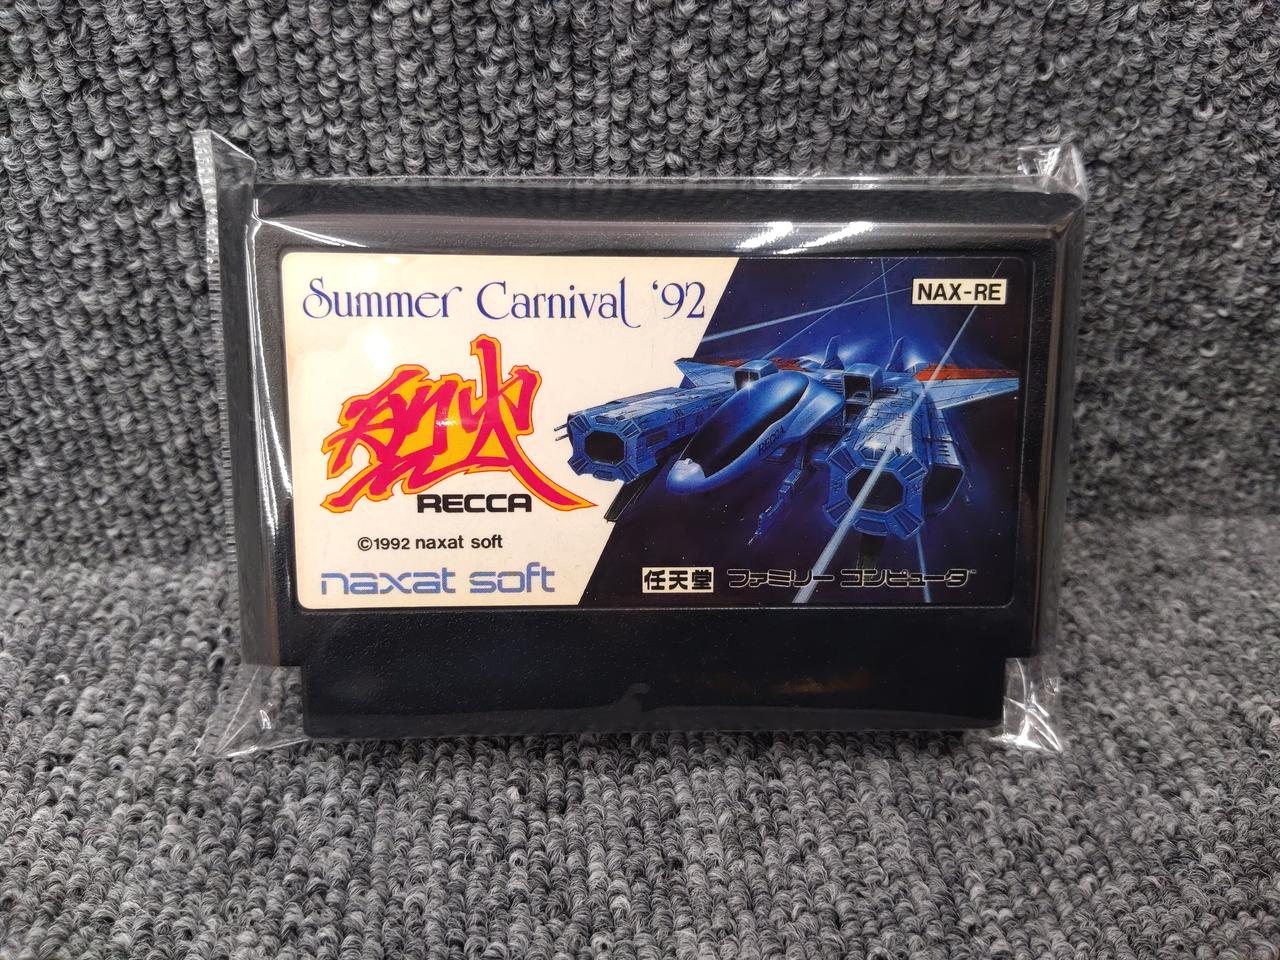 Summer Carnival '92
NAX-RE
烈火
RECCA
©1992 naxat soft
naxat soft
任天堂 ファミリーコンピュータ